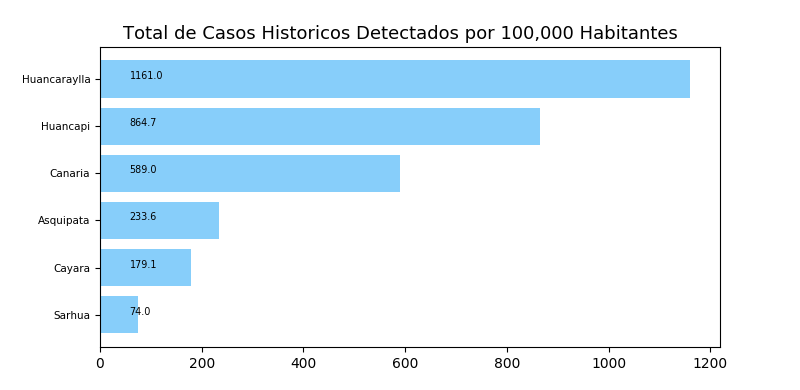 Total de Casos Historicos Detectados por 100,000 Habitantes
Huancaraylla 1161.0
Huancapi 864.7
Canaria 589.0
Asquipata 233.6
Cayara 179.1
Sarhua 74.0
0 200 400 600 800 1000 1200